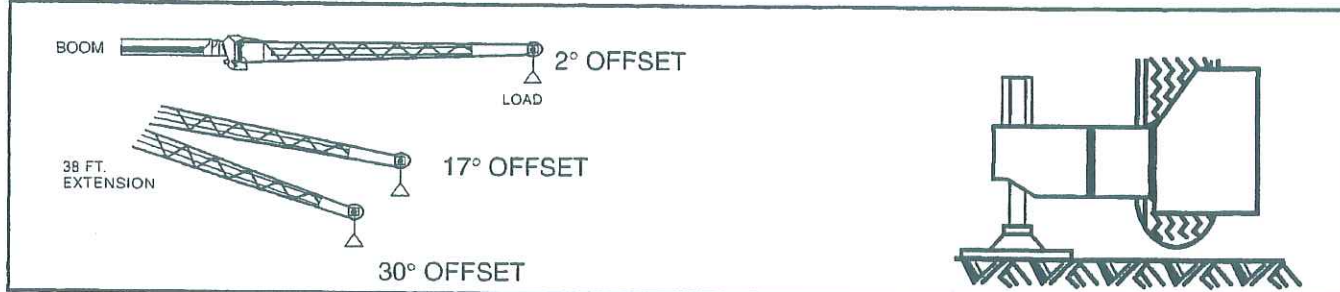 BOOM
2° OFFSET
LOAD
38 FT.
EXTENSION
17° OFFSET
30° OFFSET